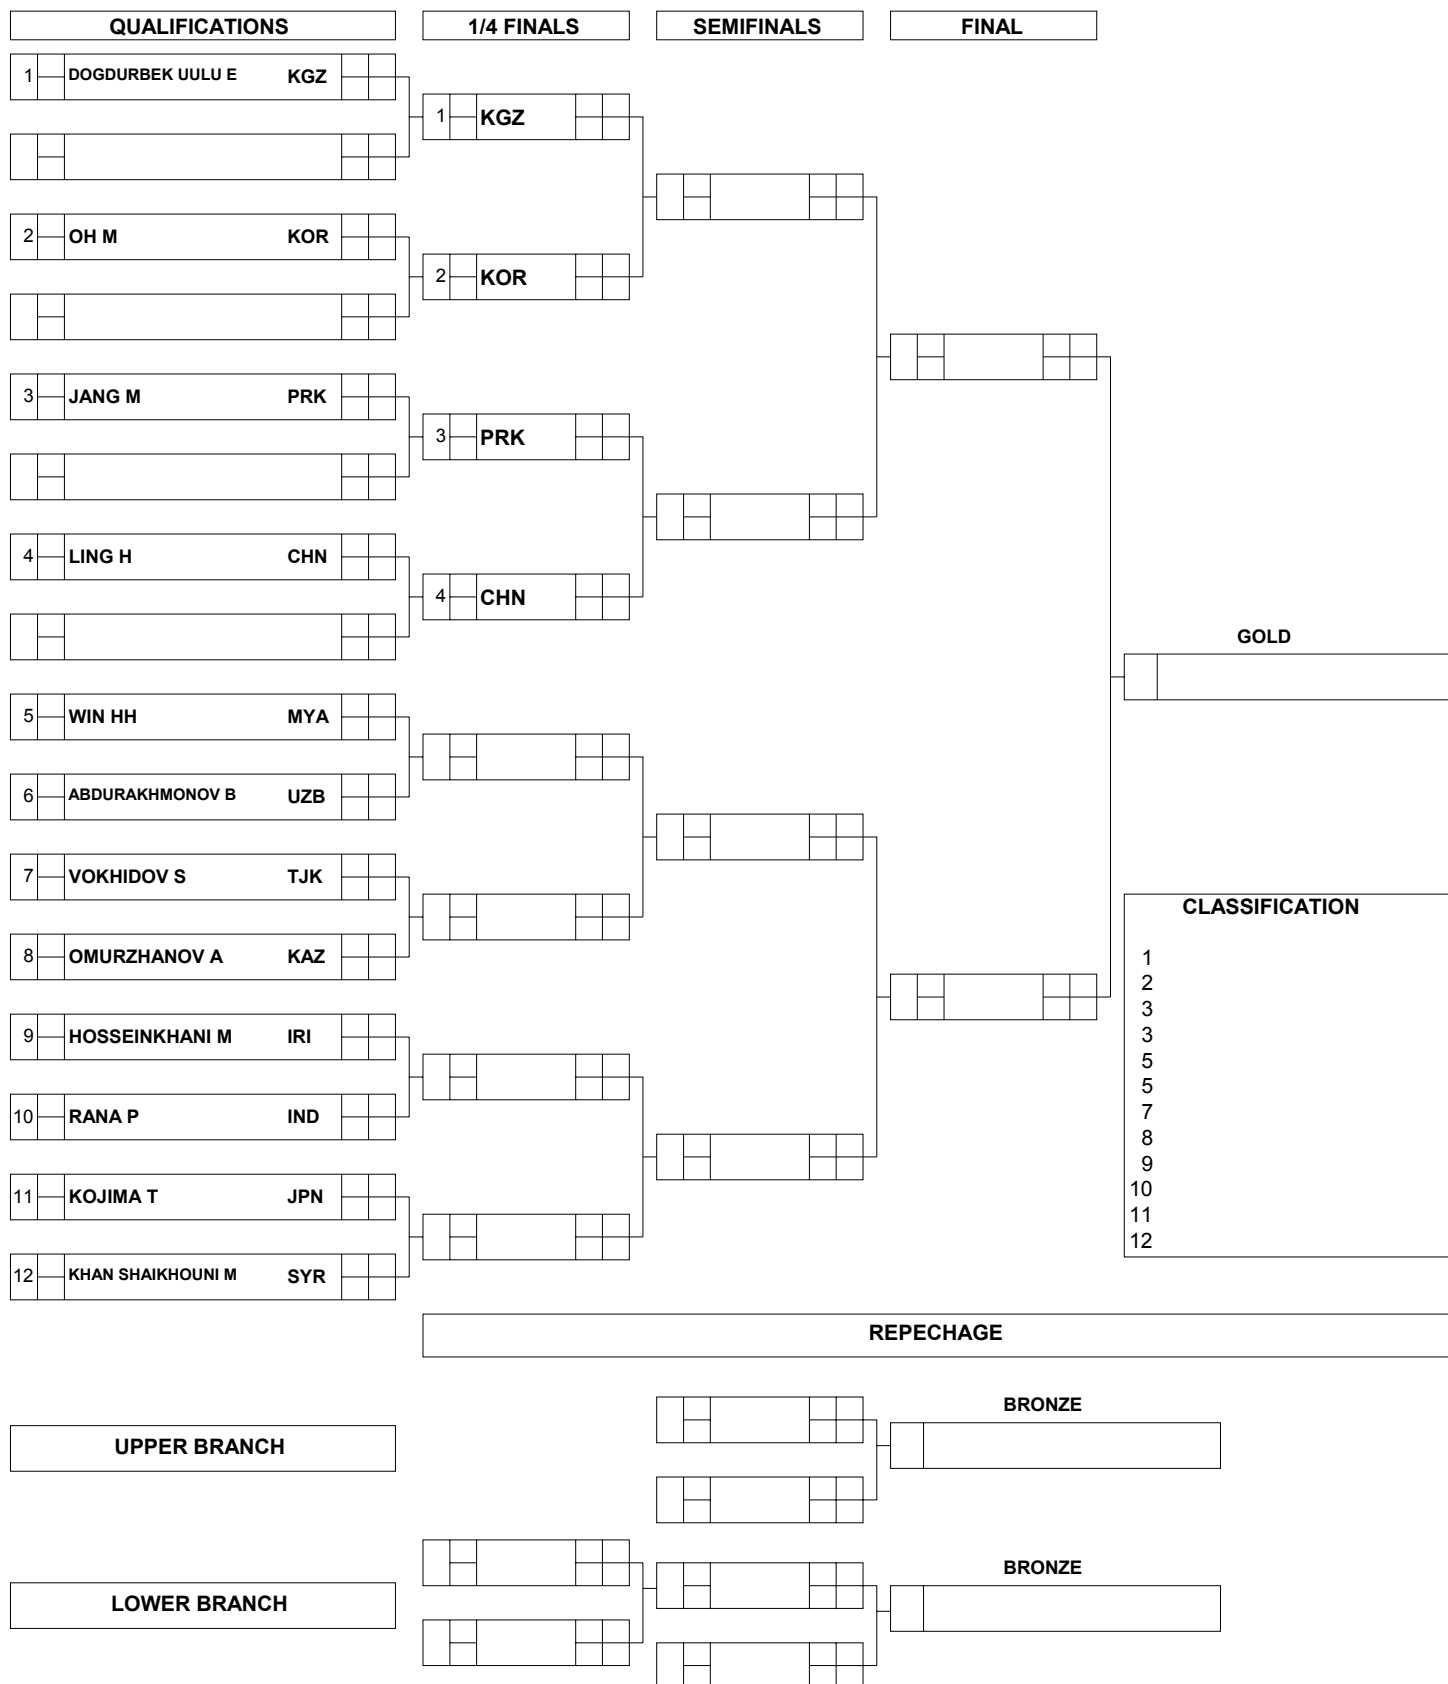 QUALIFICATIONS 1/4 FINALS SEMIFINALS FINAL
1 DOGDURBEK UULU E KGZ
1 KGZ
2 OH M KOR
2 KOR
3 JANG M PRK
3 PRK
4 LING H CHN
4 CHN
GOLD
5 WIN HH MYA
6 ABDURAKHMONOV B UZB
7 VOKHIDOV S TJK
CLASSIFICATION
8 OMURZHANOV A KAZ
1
2
3
3
5
5
7
8
9
10
11
12
9 HOSSEINKHANI M IRI
10 RANA P IND
11 KOJIMA T JPN
12 KHAN SHAIKHOUNI M SYR
REPECHAGE
BRONZE
UPPER BRANCH
BRONZE
LOWER BRANCH